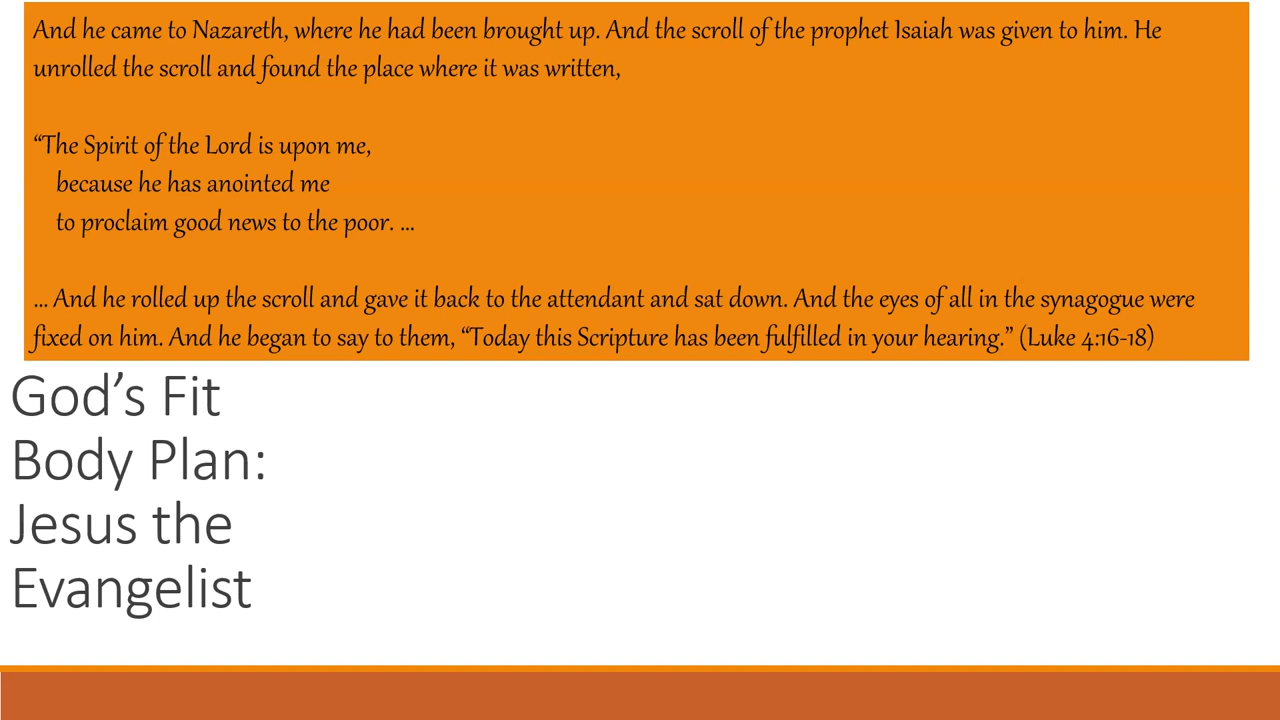 And he came to Nazareth, where he had been brought up. And the scroll of the prophet Isaiah was given to him. He
unrolled the scroll and found the place where it was written,
“The Spirit of the Lord is upon me,
because he has anointed me
to proclaim good news to the poor. ...
... And he rolled up the scroll and gave it back to the attendant and sat down. And the eyes of all in the synagogue were
fixed on him. And he began to say to them, “Today this Scripture has been fulfilled in your hearing.” (Luke 4:16-18)
God’s Fit
Body Plan:
Jesus the
Evangelist